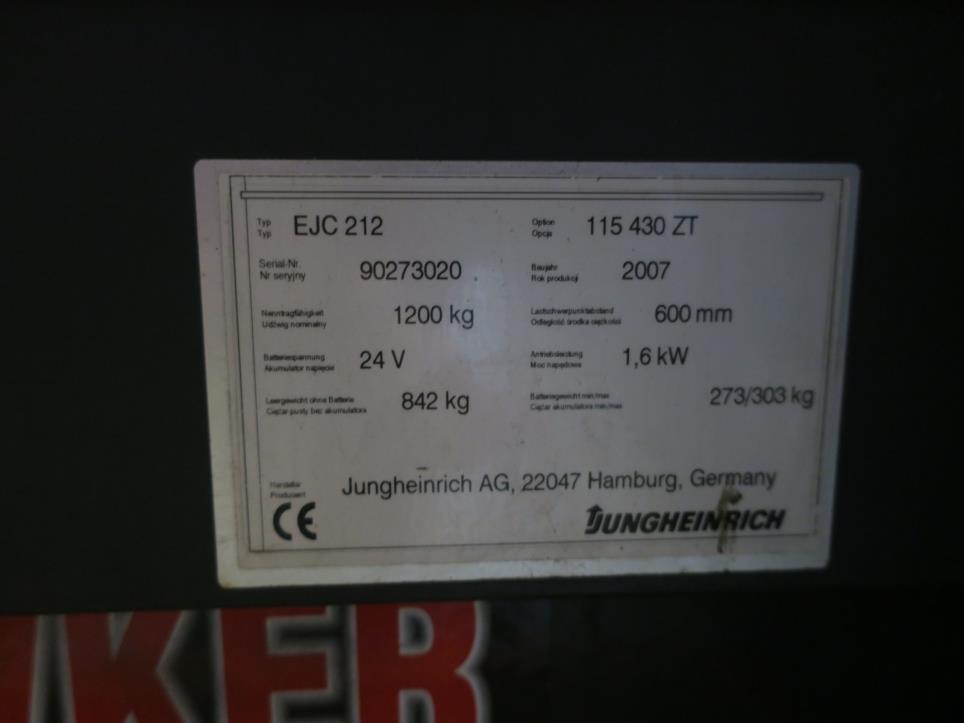 Typ EJC 212 Option 115 430 ZT
Typ Opcja
Serial-Nr. 90273020 Baujahr 2007
Nr seryjny Rok produkcji
Nenntragfähigkeit 1200 kg Lastschwerpunktabstand 600 mm
Udźwig nominalny Odległość środka ciężkości
Batteriespannung 24 V Antriebsleistung 1,6 kW
Akumulator napięcie Moc napędowa
Leergewicht ohne Batterie 842 kg Batteriegewicht min/max 273/303 kg
Ciężar pusty bez akumulatora Ciężar akumulatora min/max
Hersteller Jungheinrich AG, 22047 Hamburg, Germany
Producent
CE JUNGHEINRICH
KER